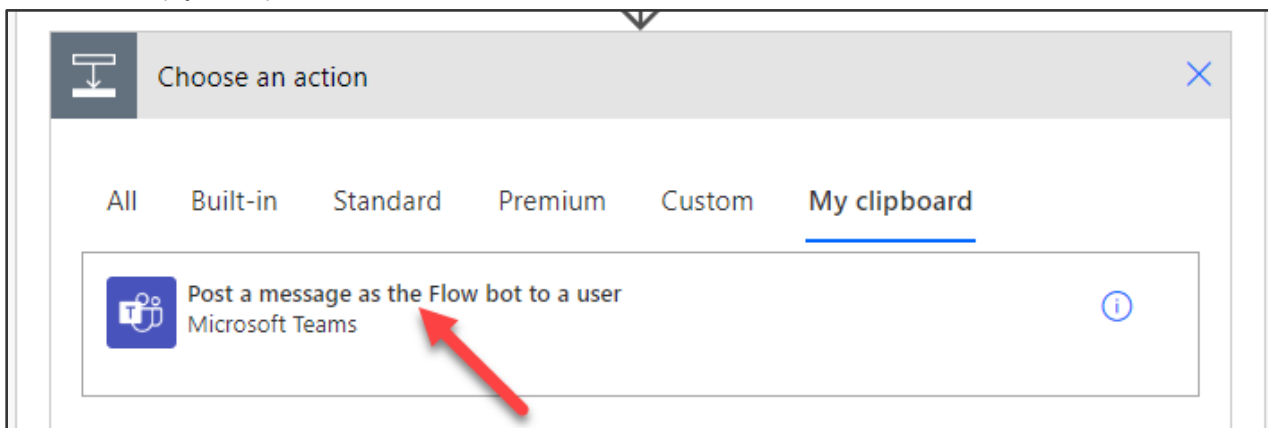 Choose an action
All Built-in Standard Premium Custom My clipboard
Post a message as the Flow bot to a user
Microsoft Teams